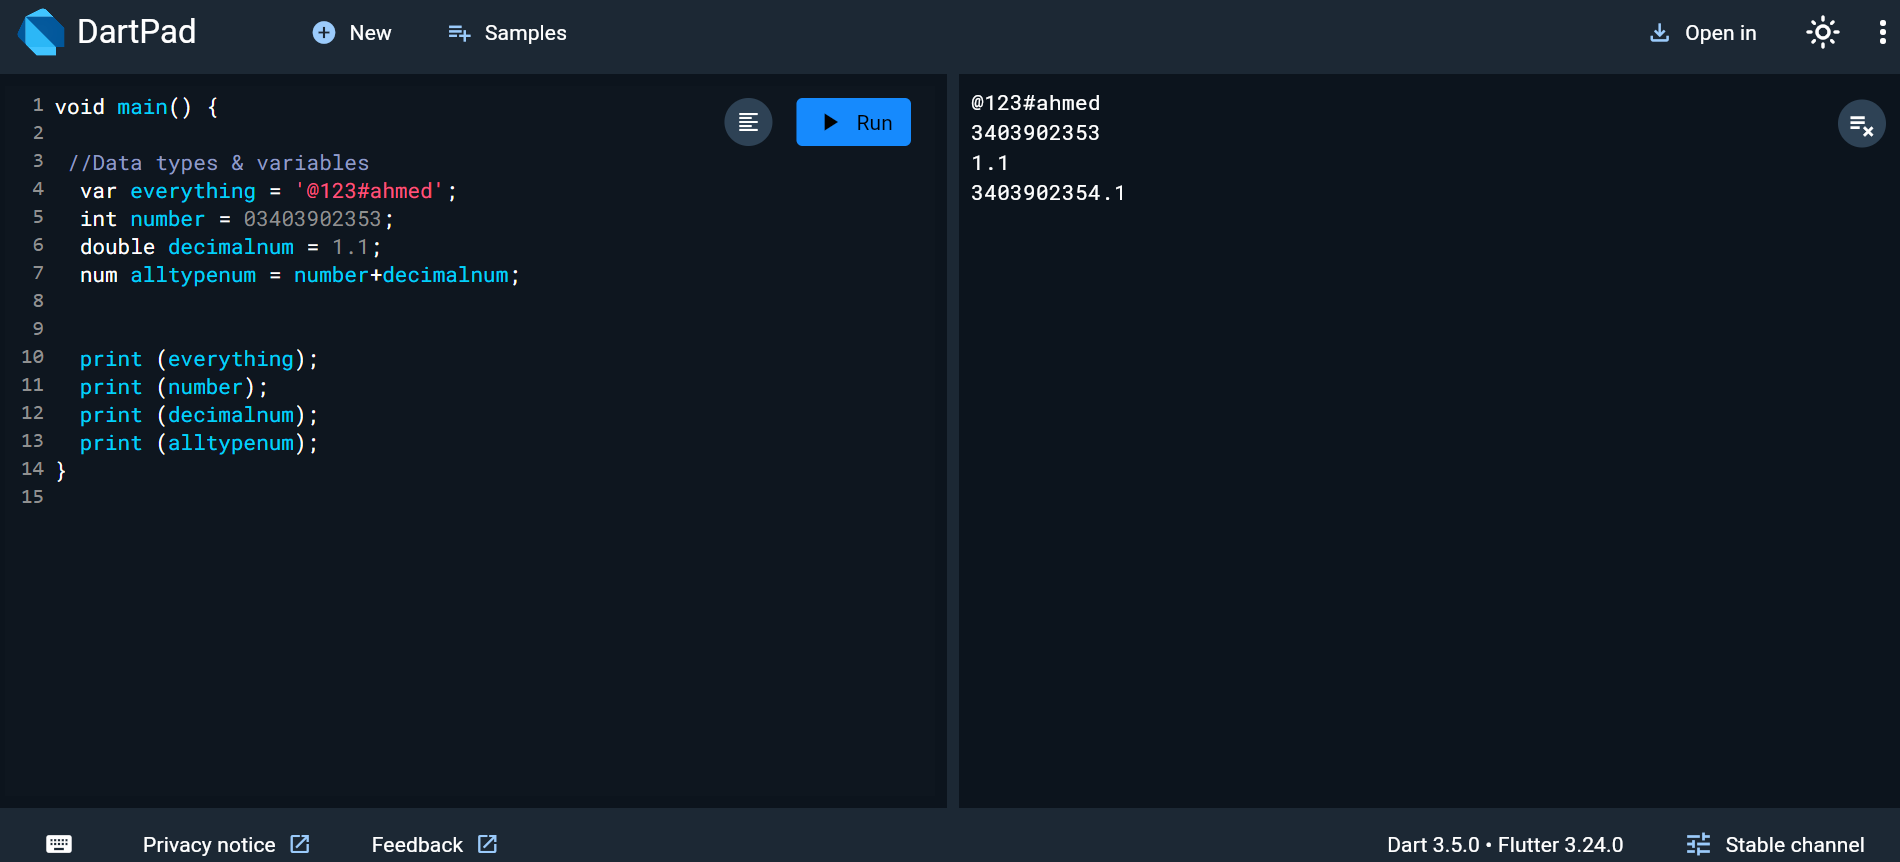 DartPad
New
Samples
Open in
1 void main() {
2
3 //Data types & variables
4 var everything = '@123#ahmed';
5 int number = 03403902353;
6 double decimalnum = 1.1;
7 num alltypenum = number+decimalnum;
8
9
10 print (everything);
11 print (number);
12 print (decimalnum);
13 print (alltypenum);
14 }
15
Run
@123#ahmed
3403902353
1.1
3403902354.1
Privacy notice
Feedback
Dart 3.5.0 • Flutter 3.24.0
Stable channel